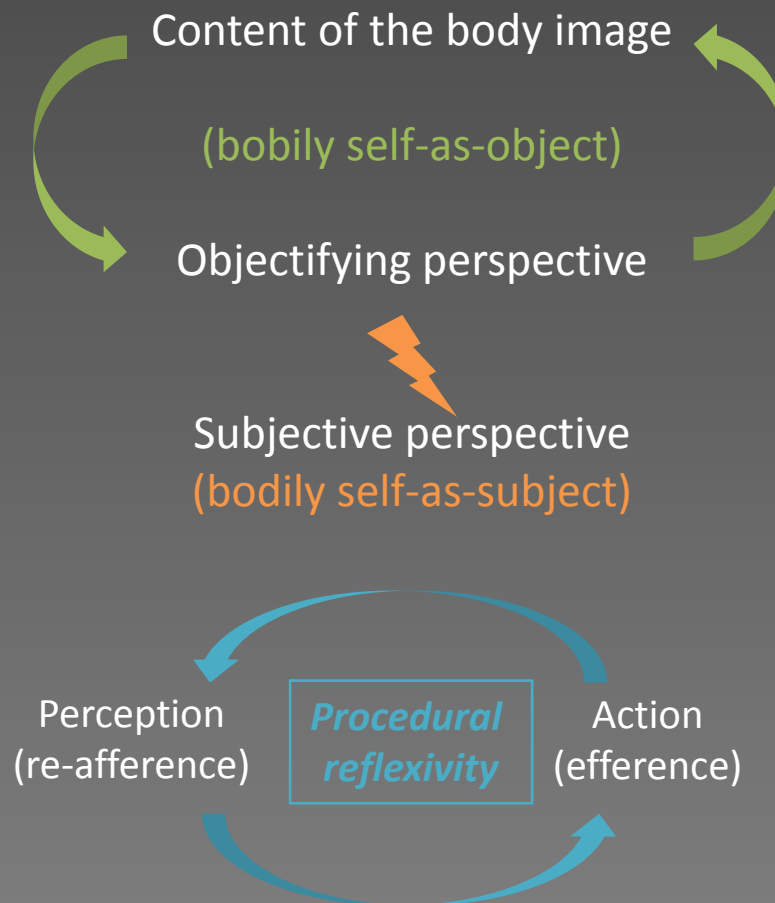 Content of the body image
(bobily self-as-object)
Objectifying perspective
Subjective perspective
(bodily self-as-subject)
Perception
(re-afference)
Procedural
reflexivity
Action
(efference)